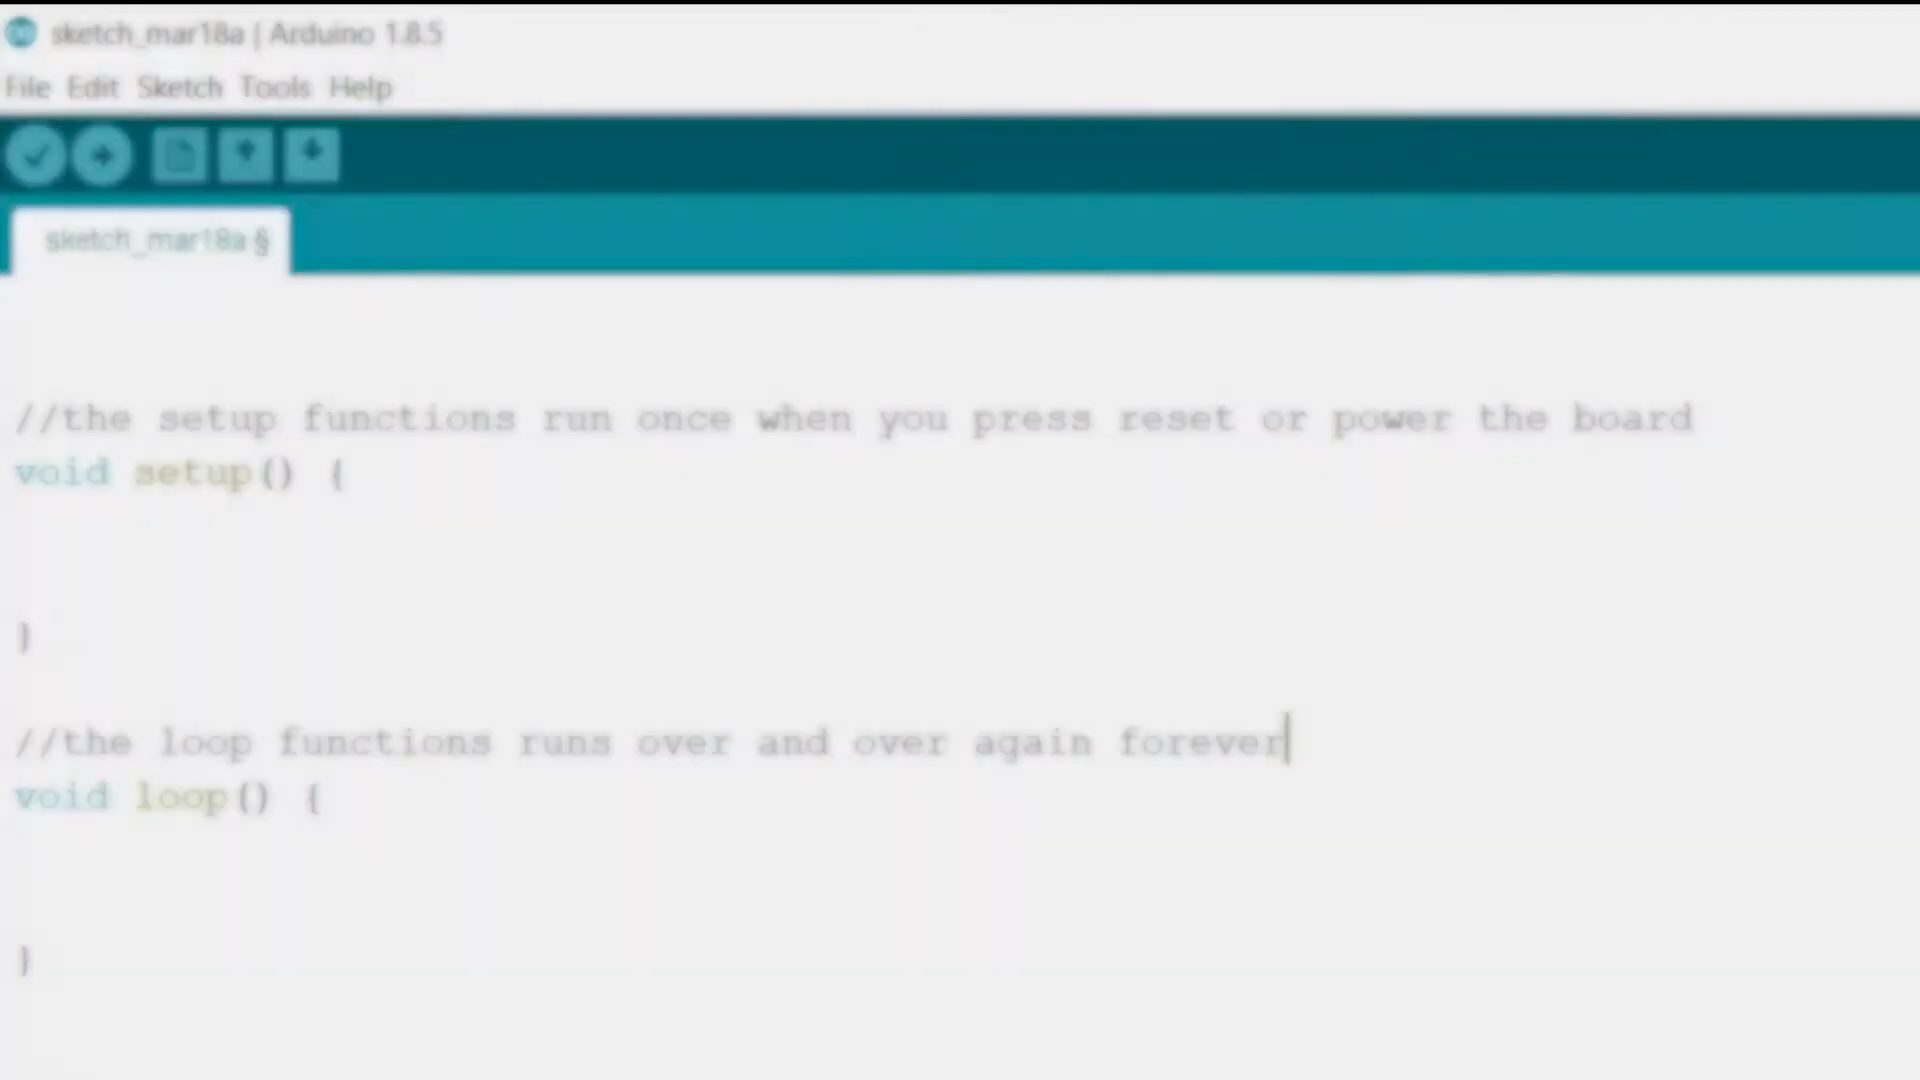 sketch_mar18a | Arduino 1.8.5
File Edit Sketch Tools Help
sketch_mar18a §
//the setup functions run once when you press reset or power the board
void setup() {
}
//the loop functions runs over and over again forever
void loop() {
}